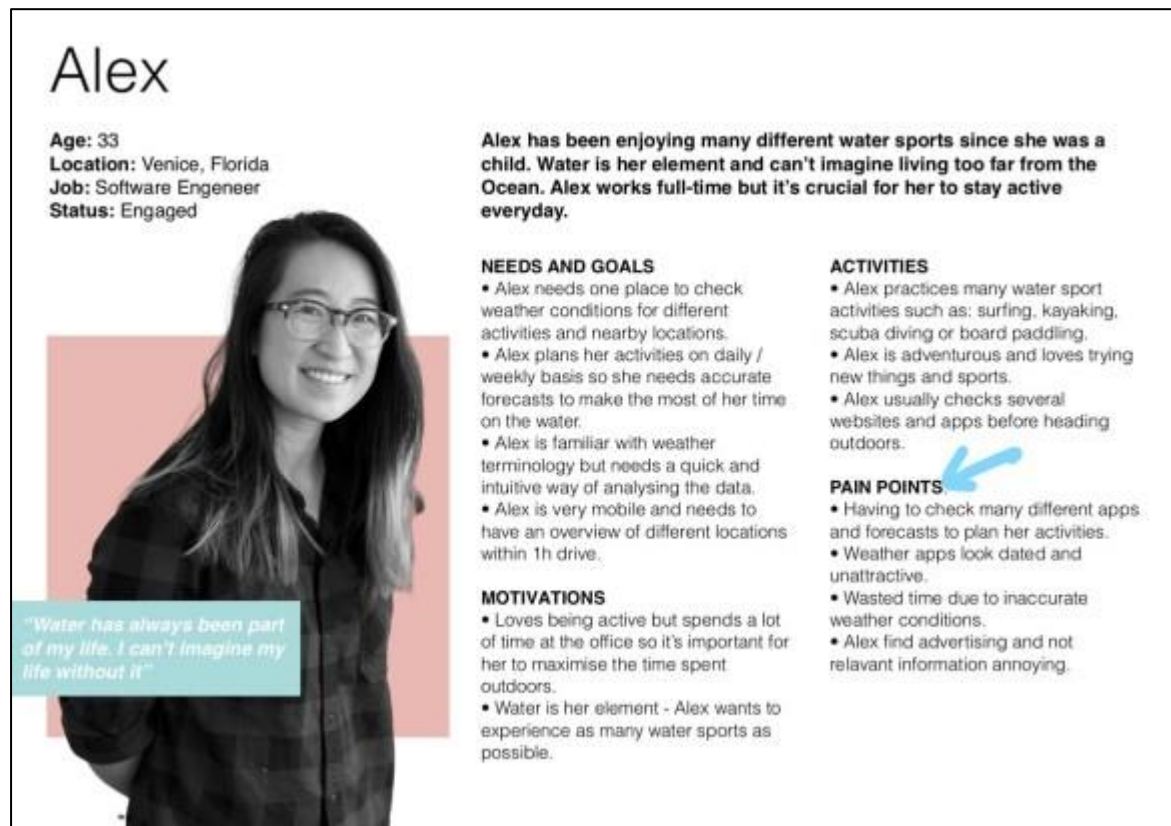 Alex
Age: 33
Location: Venice, Florida
Job: Software Engeneer
Status: Engaged
"Water has always been part
of my life. I can't imagine my
life without it"
Alex has been enjoying many different water sports since she was a
child. Water is her element and can't imagine living too far from the
Ocean. Alex works full-time but it's crucial for her to stay active
everyday.
NEEDS AND GOALS
• Alex needs one place to check
weather conditions for different
activities and nearby locations.
• Alex plans her activities on daily /
weekly basis so she needs accurate
forecasts to make the most of her time
on the water.
• Alex is familiar with weather
terminology but needs a quick and
intuitive way of analysing the data.
• Alex is very mobile and needs to
have an overview of different locations
within 1h drive.
MOTIVATIONS
• Loves being active but spends a lot
of time at the office so it's important for
her to maximise the time spent
outdoors.
• Water is her element - Alex wants to
experience as many water sports as
possible.
ACTIVITIES
• Alex practices many water sport
activities such as: surfing, kayaking,
scuba diving or board paddling.
• Alex is adventurous and loves trying
new things and sports.
• Alex usually checks several
websites and apps before heading
outdoors.
PAIN POINTS
• Having to check many different apps
and forecasts to plan her activities.
• Weather apps look dated and
unattractive.
• Wasted time due to inaccurate
weather conditions.
• Alex find advertising and not
relavant information annoying.